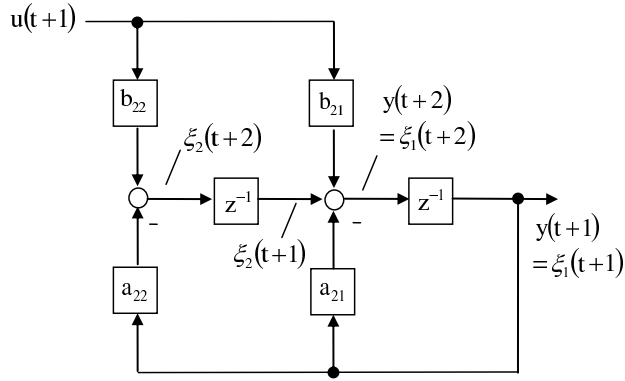 u(t+1)
b₂₂
b₂₁
y(t+2)
= ξ₁(t+2)
ξ₂(t+2)
z⁻¹
z⁻¹
−
−
ξ₂(t+1)
y(t+1)
= ξ₁(t+1)
a₂₂
a₂₁